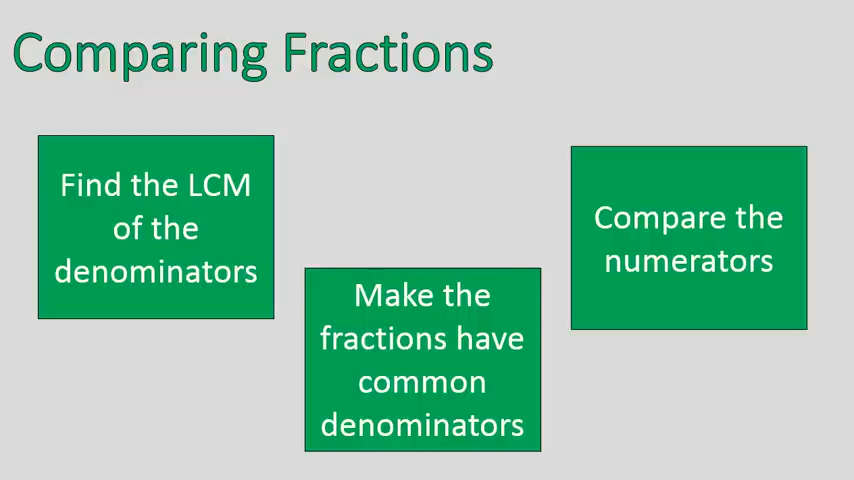 Comparing Fractions
Find the LCM
of the
denominators
Make the
fractions have
common
denominators
Compare the
numerators